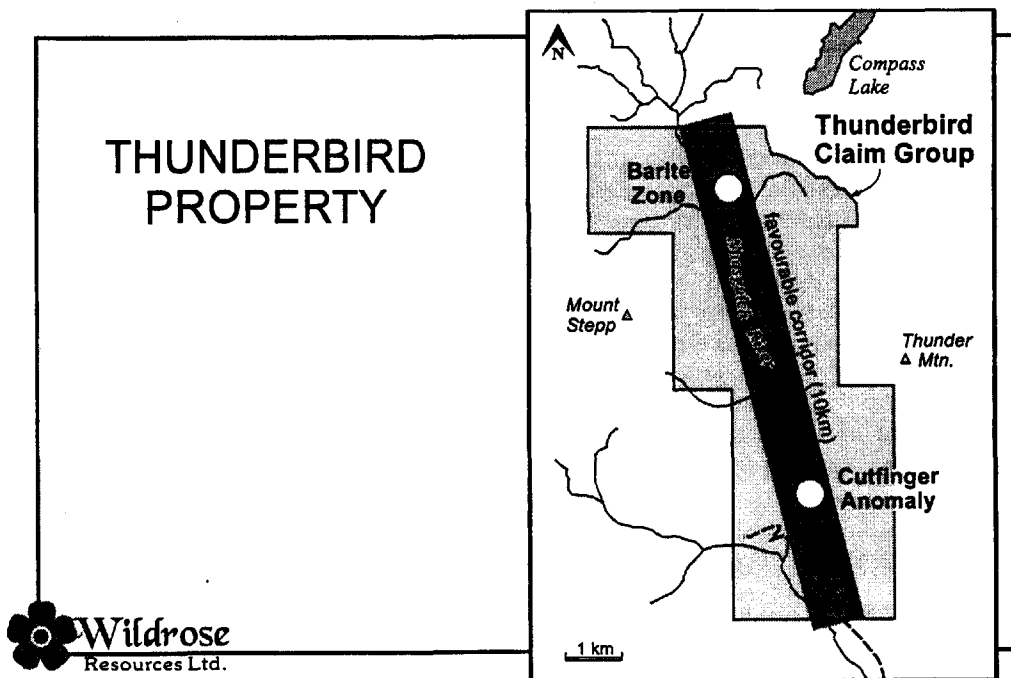 THUNDERBIRD
PROPERTY
N
Compass
Lake
Thunderbird
Claim Group
Barite
Zone
favourable corridor (10km)
Mount
Stepp
Thunder
Mtn.
Cutfinger
Anomaly
1 km
Wildrose
Resources Ltd.